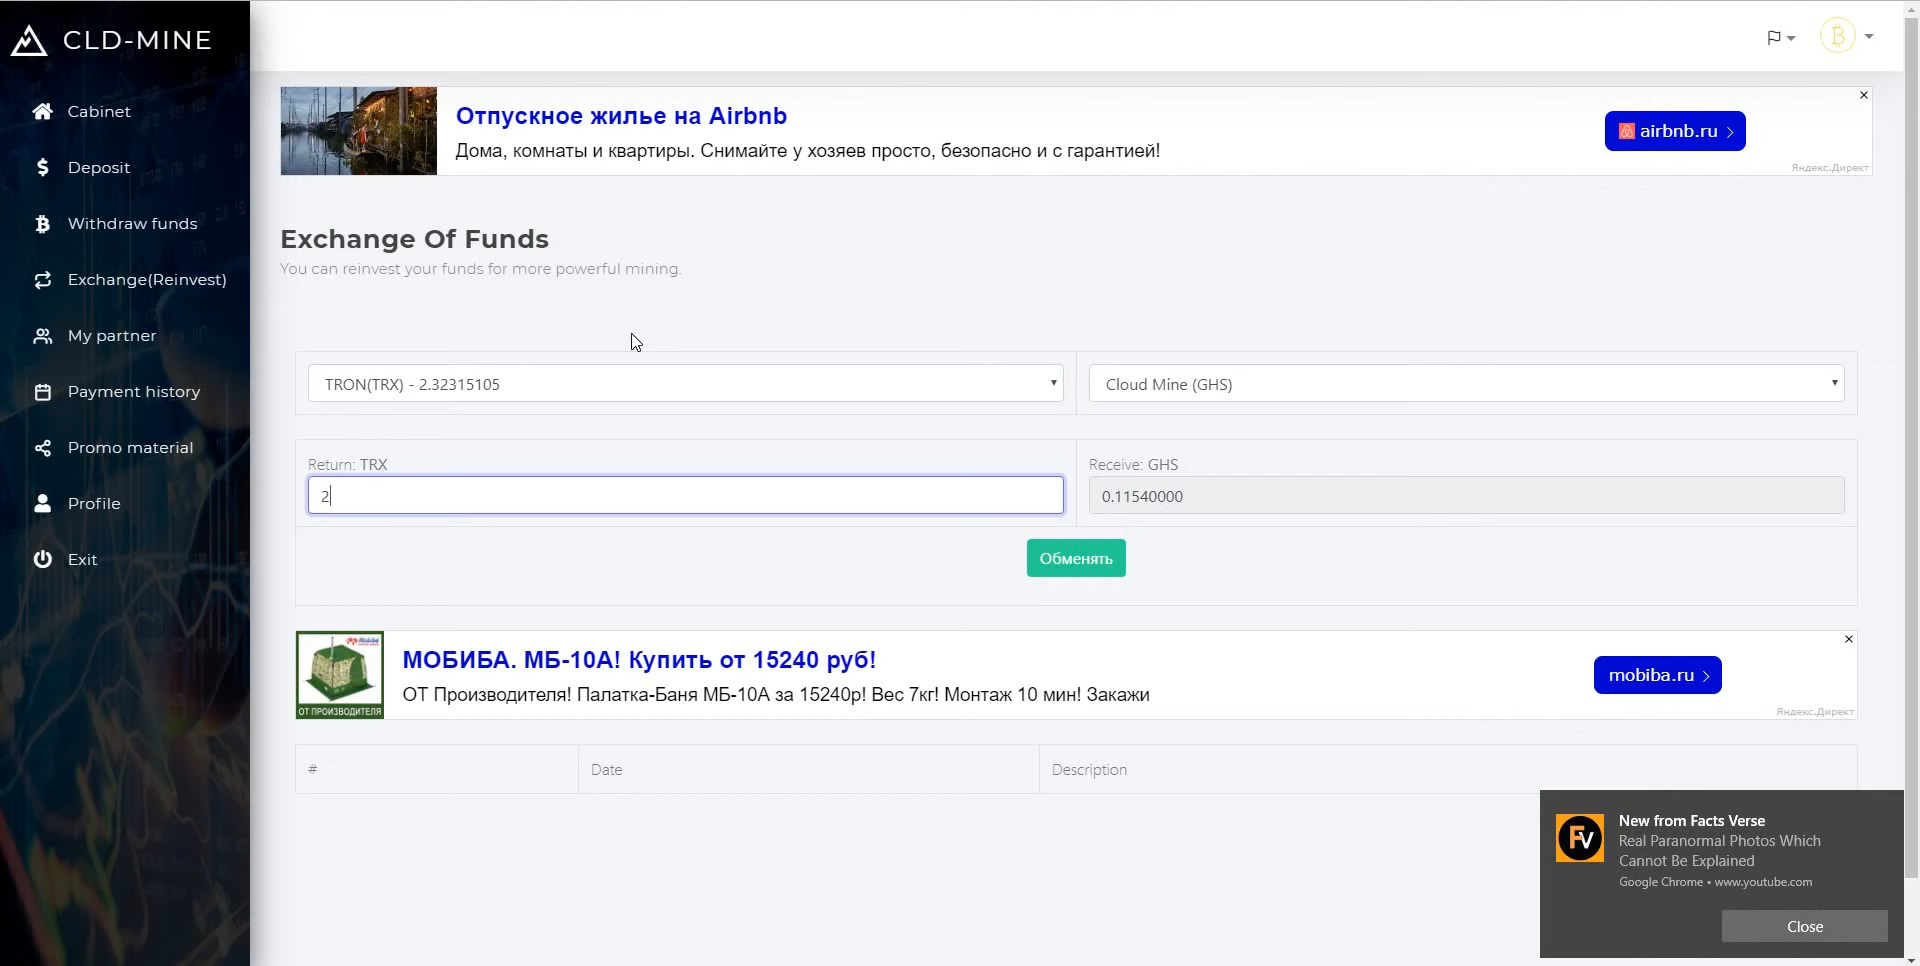 CLD-MINE
Cabinet
Deposit
Withdraw funds
Exchange(Reinvest)
My partner
Payment history
Promo material
Profile
Exit
Отпускное жилье на Airbnb
Дома, комнаты и квартиры. Снимайте у хозяев просто, безопасно и с гарантией!
airbnb.ru
Яндекс.Директ
Exchange Of Funds
You can reinvest your funds for more powerful mining.
TRON(TRX) - 2.32315105
Cloud Mine (GHS)
Return: TRX
Receive: GHS
2
0.11540000
Обменять
ОТ ПРОИЗВОДИТЕЛЯ
МОБИБА. МБ-10А! Купить от 15240 руб!
ОТ Производителя! Палатка-Баня МБ-10А за 15240р! Вес 7кг! Монтаж 10 мин! Закажи
mobiba.ru
Яндекс.Директ
# Date Description
FV
New from Facts Verse
Real Paranormal Photos Which
Cannot Be Explained
Google Chrome • www.youtube.com
Close